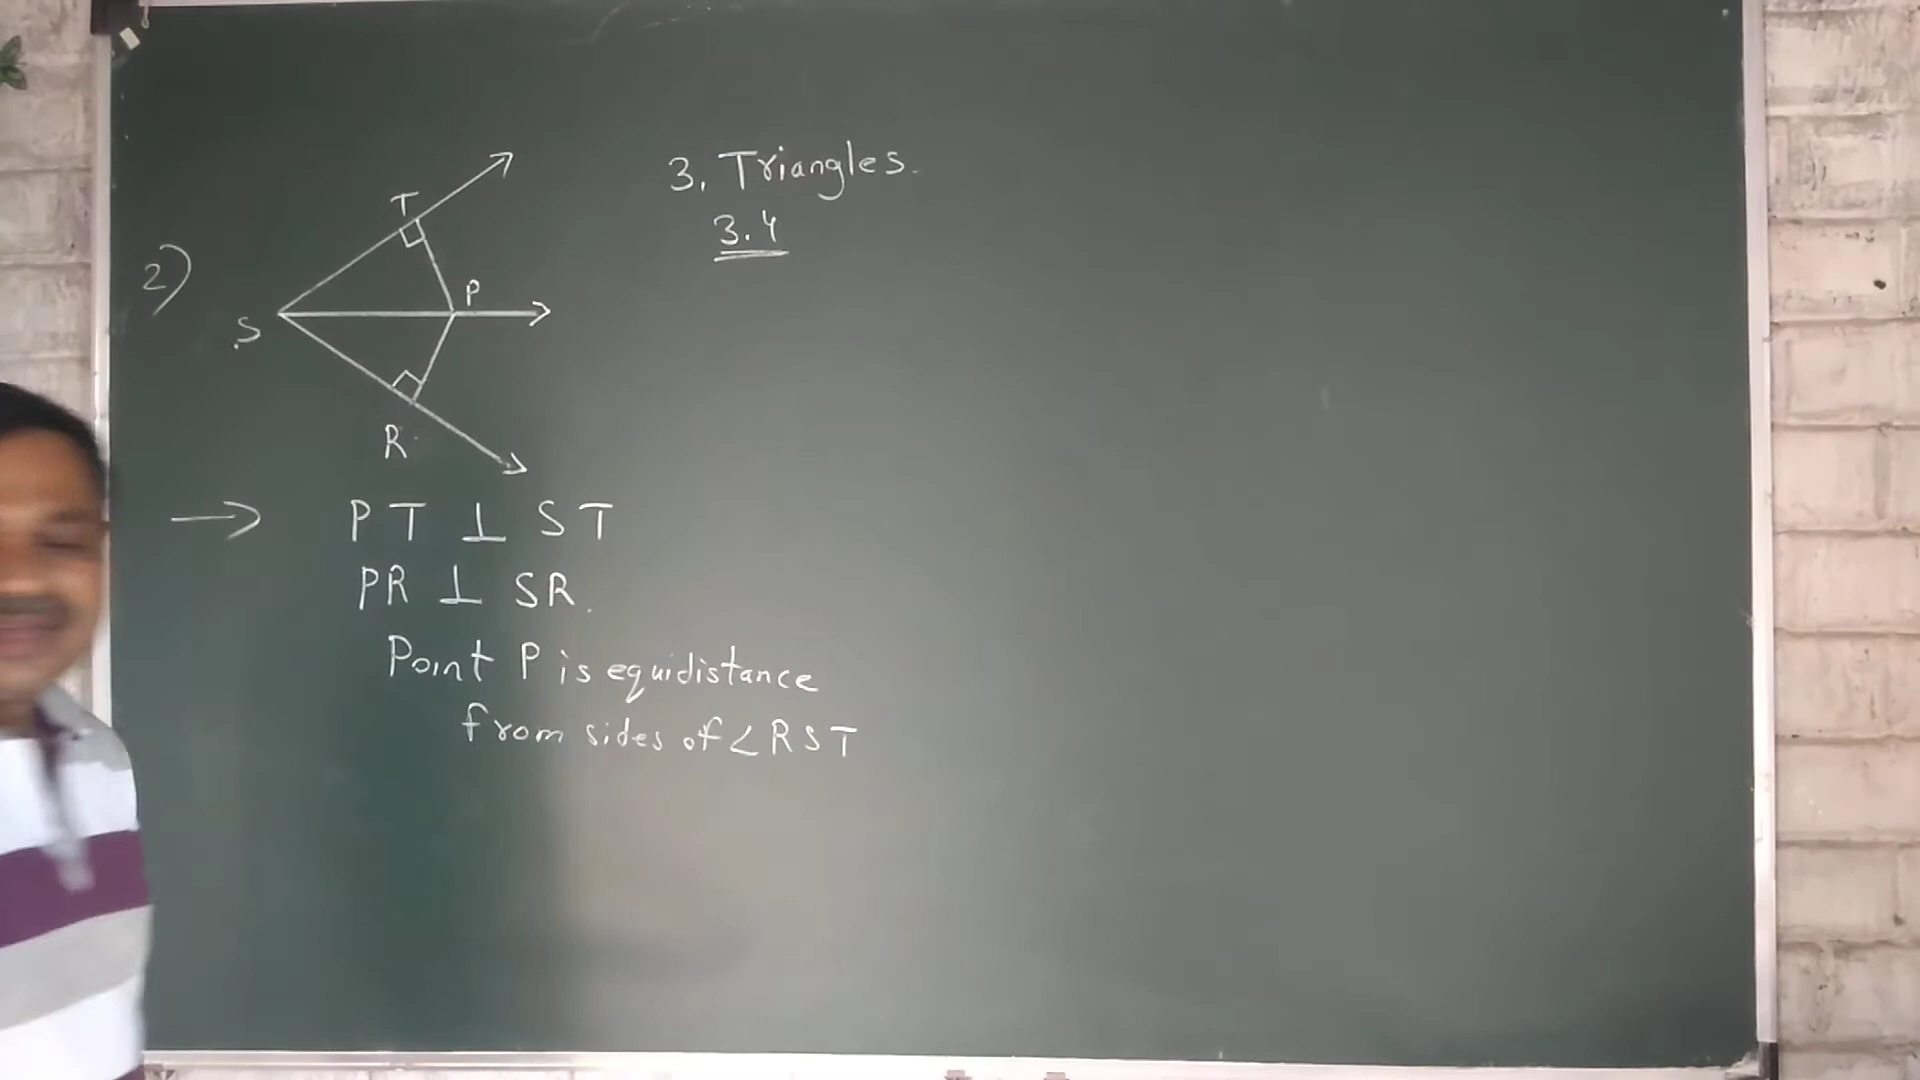 3. Triangles.
3.4
2)
T
P
S
R
→ PT ⊥ ST
PR ⊥ SR.
Point P is equidistance
from sides of ∠RST